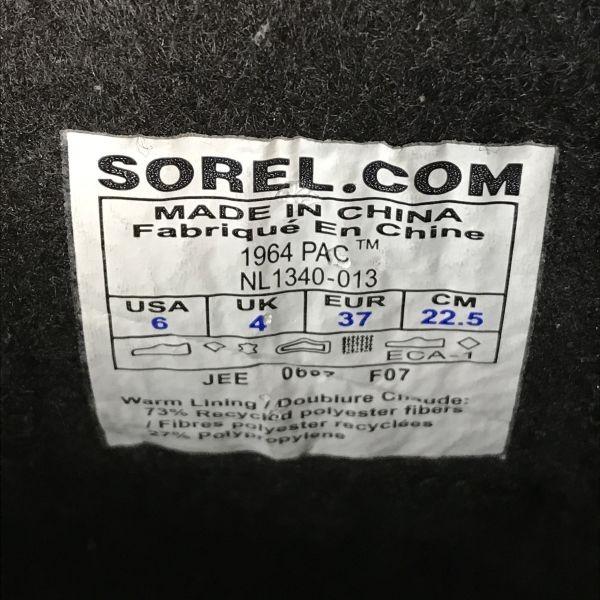 SOREL.COM
MADE IN CHINA
Fabriqué En Chine
1964 PAC™
NL1340-013
USA UK EUR CM
6 4 37 22.5
ECA-1
JEE F07
Warm Lining / Doublure Chaude:
73% Recycled polyester fibers
/ Fibres polyester recyclées
27% Polypropylene